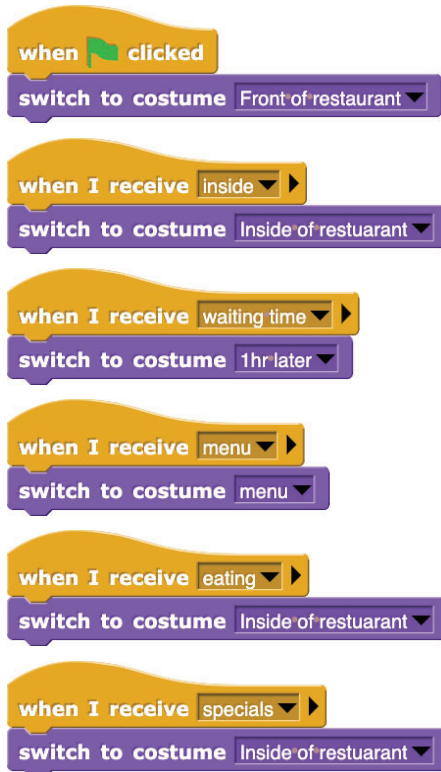 when clicked
switch to costume Front of restaurant
when I receive inside
switch to costume Inside of restuarant
when I receive waiting time
switch to costume 1hr later
when I receive menu
switch to costume menu
when I receive eating
switch to costume Inside of restuarant
when I receive specials
switch to costume Inside of restuarant